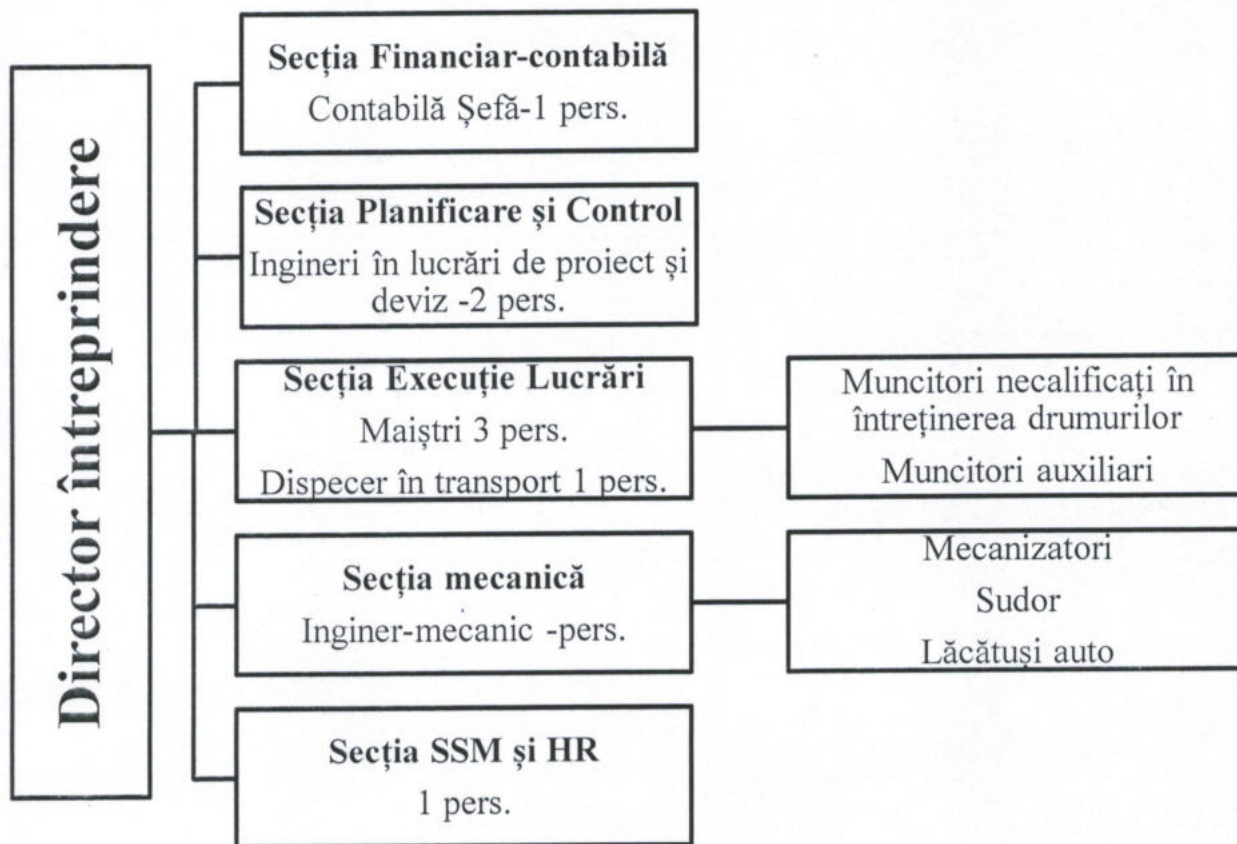 Director întreprindere
Secția Financiar-contabilă
Contabilă Șefă-1 pers.
Secția Planificare și Control
Ingineri în lucrări de proiect și
deviz -2 pers.
Secția Execuție Lucrări
Maiștri 3 pers.
Dispecer în transport 1 pers.
Muncitori necalificați în
întreținerea drumurilor
Muncitori auxiliari
Secția mecanică
Inginer-mecanic -pers.
Mecanizatori
Sudor
Lăcătuși auto
Secția SSM și HR
1 pers.